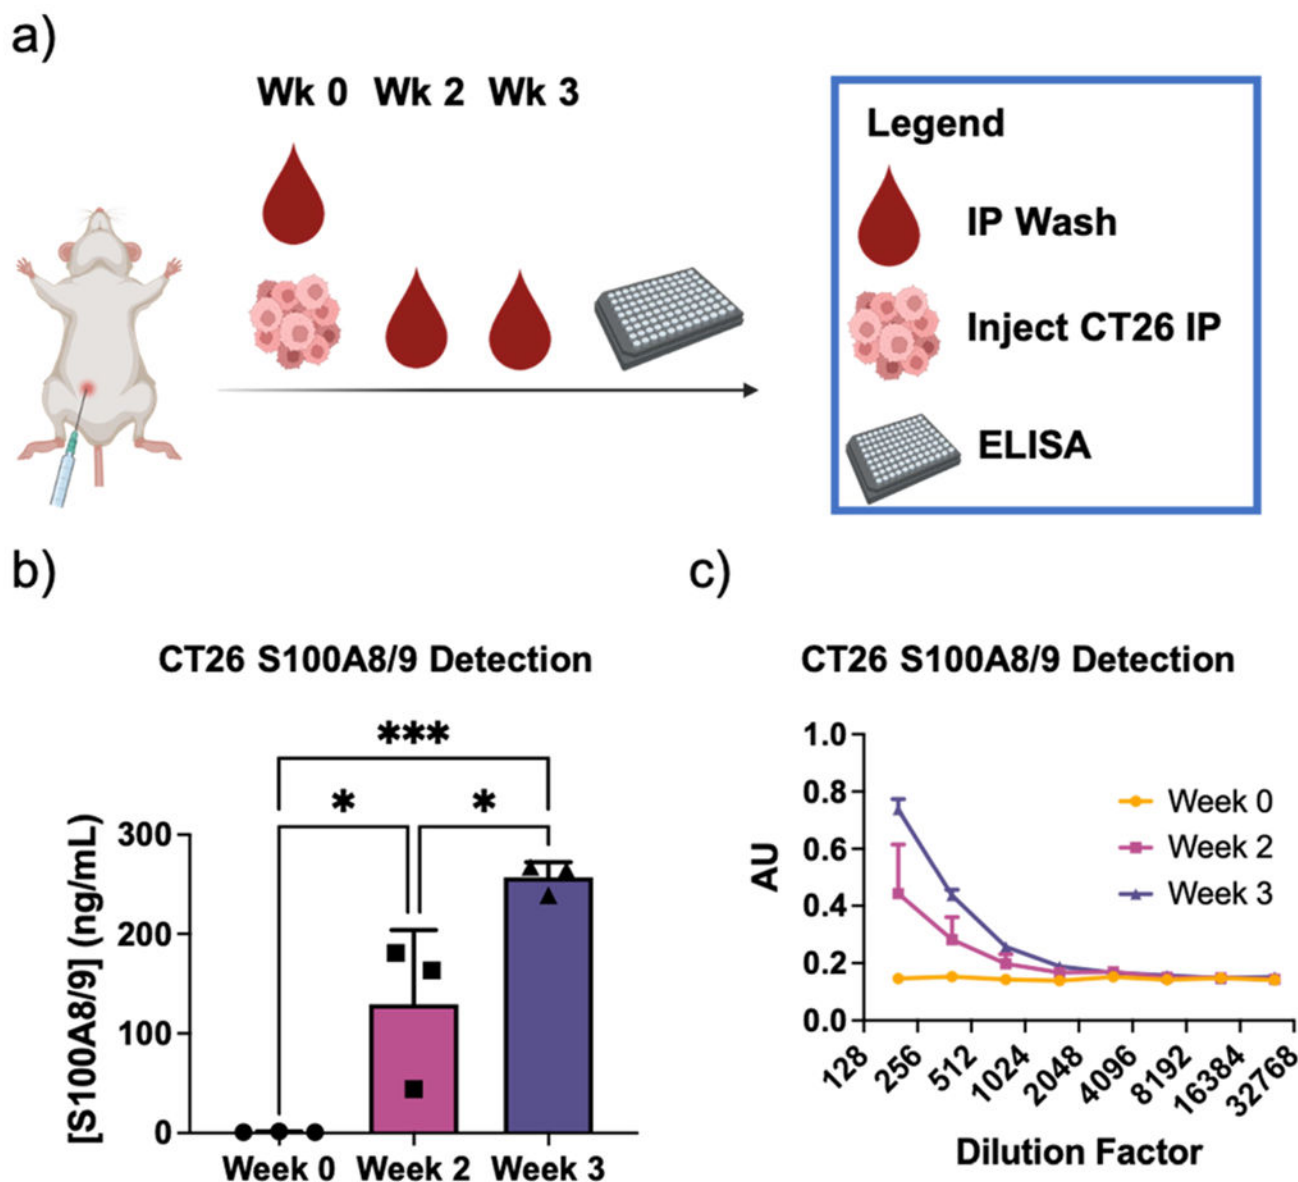 a)
Wk 0 Wk 2 Wk 3
Legend
IP Wash
Inject CT26 IP
ELISA
b)
CT26 S100A8/9 Detection
***
* *
[S100A8/9] (ng/mL)
300
200
100
0
Week 0 Week 2 Week 3
c)
CT26 S100A8/9 Detection
AU
1.0
0.8
0.6
0.4
0.2
0.0
Week 0
Week 2
Week 3
128 256 512 1024 2048 4096 8192 16384 32768
Dilution Factor